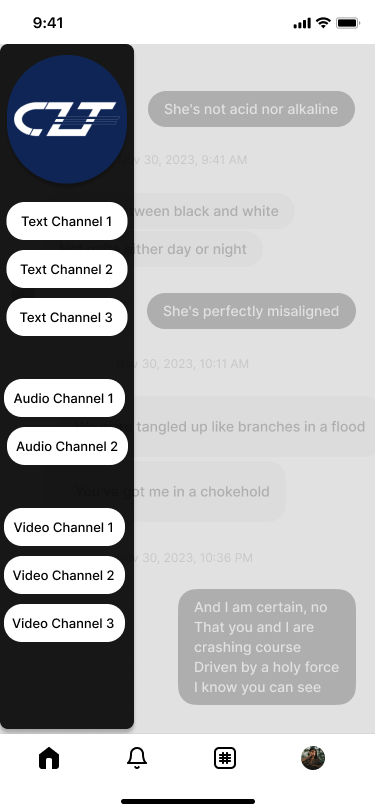 9:41
CZT
Text Channel 1
Text Channel 2
Text Channel 3
Audio Channel 1
Audio Channel 2
Video Channel 1
Video Channel 2
Video Channel 3
She's not acid nor alkaline
30, 2023, 9:41 AM
ween black and white
ither day or night
She's perfectly misaligned
30, 2023, 10:11 AM
tangled up like branches in a flood
You've got me in a chokehold
30, 2023, 10:36 PM
And I am certain, no
That you and I are
crashing course
Driven by a holy force
I know you can see